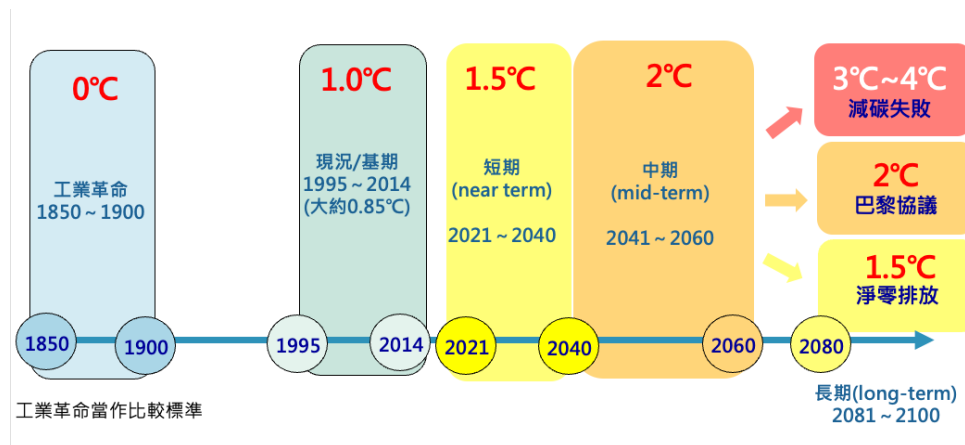 0℃
工業革命
1850～1900
1.0℃
現況/基期
1995～2014
(大約0.85℃)
1.5℃
短期
(near term)
2021～2040
2℃
中期
(mid-term)
2041～2060
3℃~4℃
減碳失敗
2℃
巴黎協議
1.5℃
淨零排放
1850
1900
1995
2014
2021
2040
2060
2080
工業革命當作比較標準
長期(long-term)
2081～2100